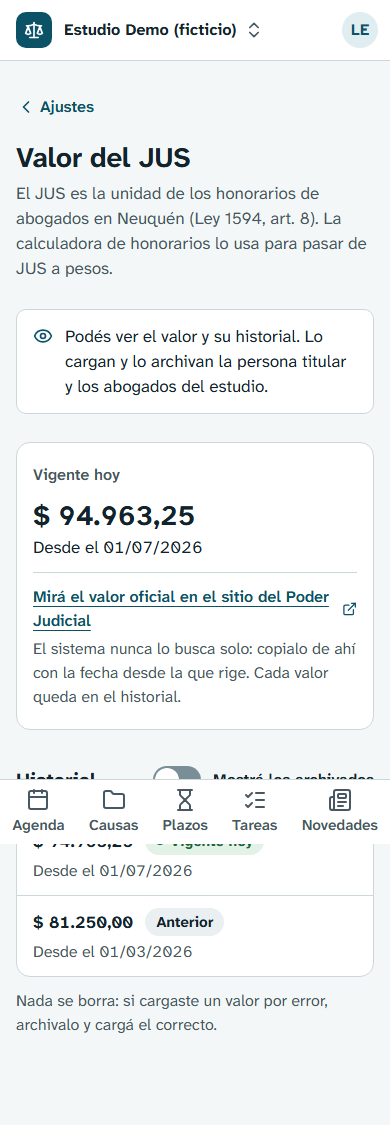 Estudio Demo (ficticio)
LE
Ajustes
Valor del JUS
El JUS es la unidad de los honorarios de
abogados en Neuquén (Ley 1594, art. 8). La
calculadora de honorarios lo usa para pasar de
JUS a pesos.
Podés ver el valor y su historial. Lo
cargan y lo archivan la persona titular
y los abogados del estudio.
Vigente hoy
$ 94.963,25
Desde el 01/07/2026
Mirá el valor oficial en el sitio del Poder
Judicial
El sistema nunca lo busca solo: copialo de ahí
con la fecha desde la que rige. Cada valor
queda en el historial.
Historial
Mostrá los archivados
Agenda
Causas
Plazos
Tareas
Novedades
Vigente hoy
Desde el 01/07/2026
$ 81.250,00
Anterior
Desde el 01/03/2026
Nada se borra: si cargaste un valor por error,
archivalo y cargá el correcto.